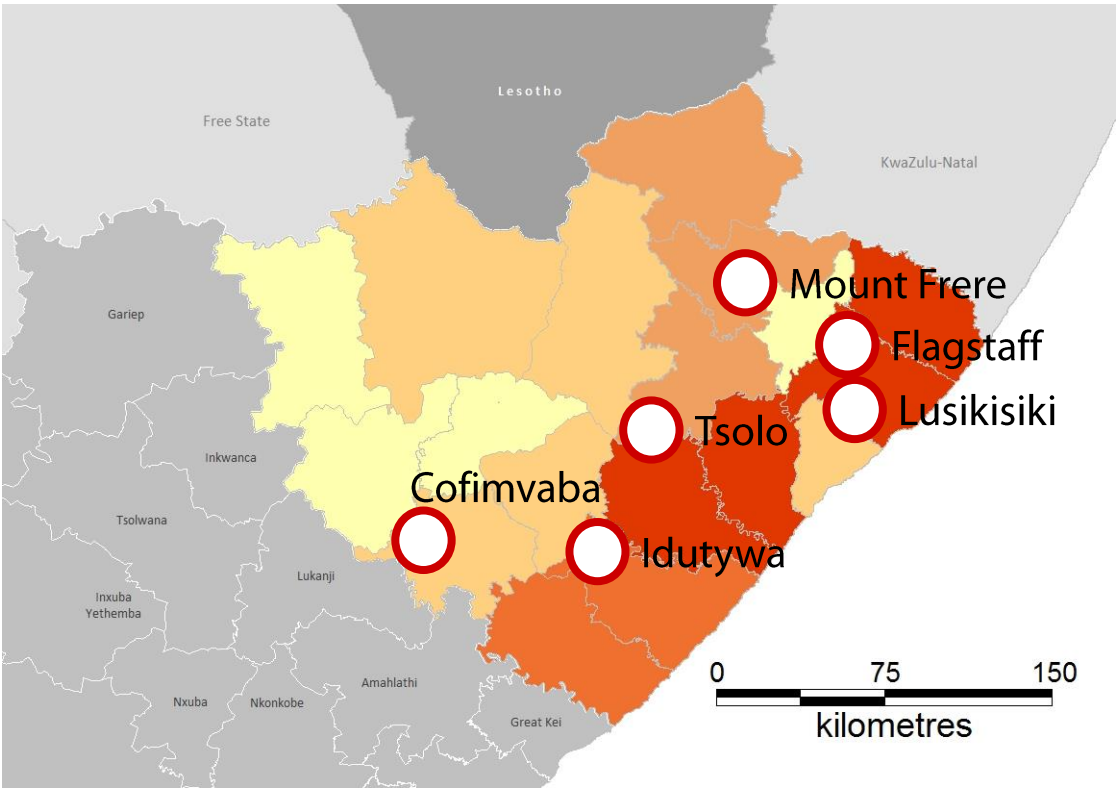 Lesotho
Free State
KwaZulu-Natal
Mount Frere
Gariep
Flagstaff
Lusikisiki
Tsolo
Inkwanca
Cofimvaba
Tsolwana
Idutywa
Lukanji
Inxuba
Yethemba
0 75 150
Amahlathi
Nxuba
Nkonkobe
Great Kei
kilometres